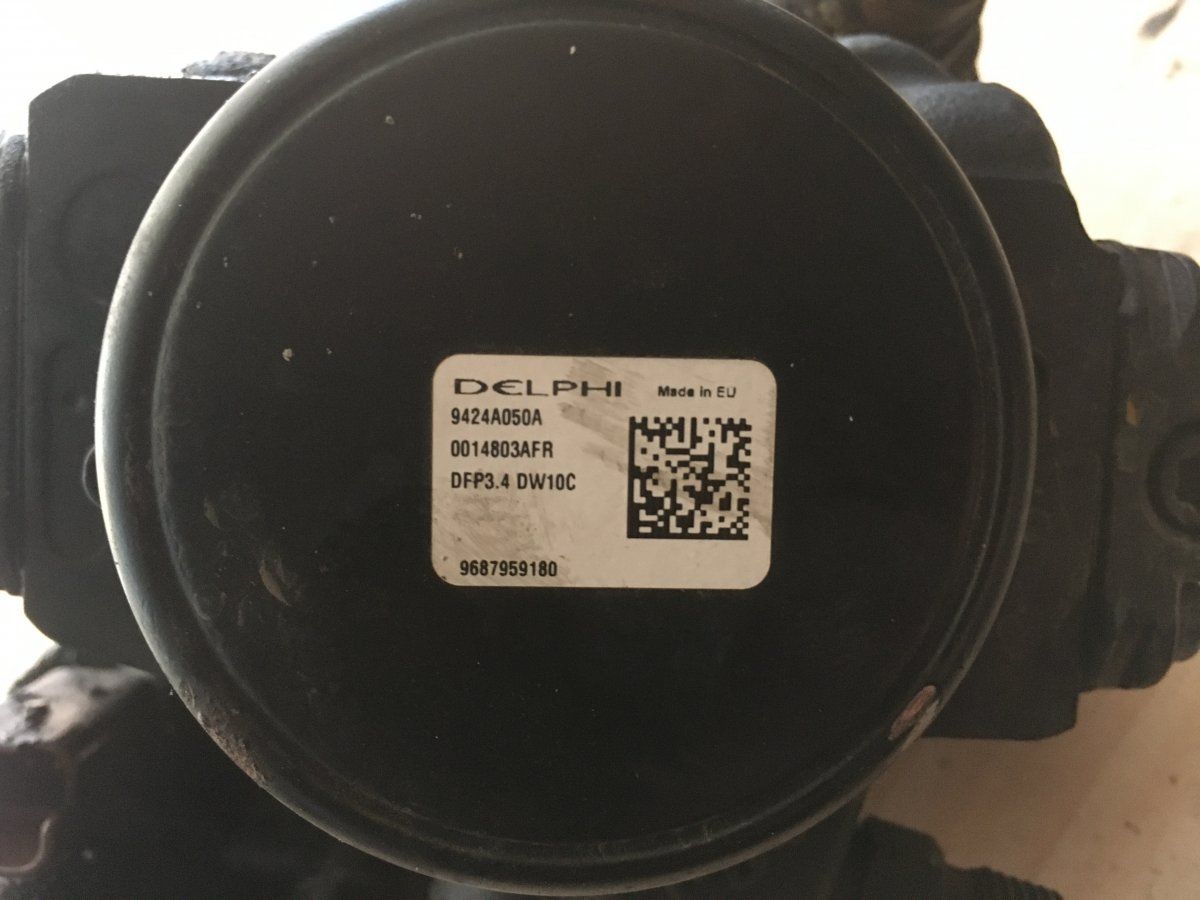 DELPHI Made in EU
9424A050A
0014803AFR
DFP3.4 DW10C
9687959180